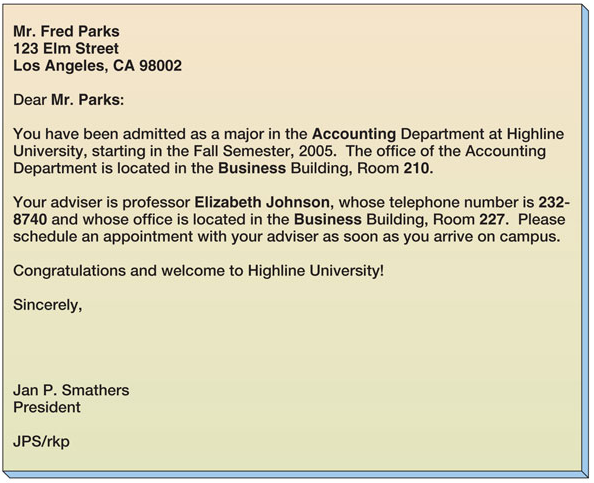 Mr. Fred Parks
123 Elm Street
Los Angeles, CA 98002
Dear Mr. Parks:
You have been admitted as a major in the Accounting Department at Highline
University, starting in the Fall Semester, 2005.  The office of the Accounting
Department is located in the Business Building, Room 210.
Your adviser is professor Elizabeth Johnson, whose telephone number is 232-
8740 and whose office is located in the Business Building, Room 227.  Please
schedule an appointment with your adviser as soon as you arrive on campus.
Congratulations and welcome to Highline University!
Sincerely,
Jan P. Smathers
President
JPS/rkp